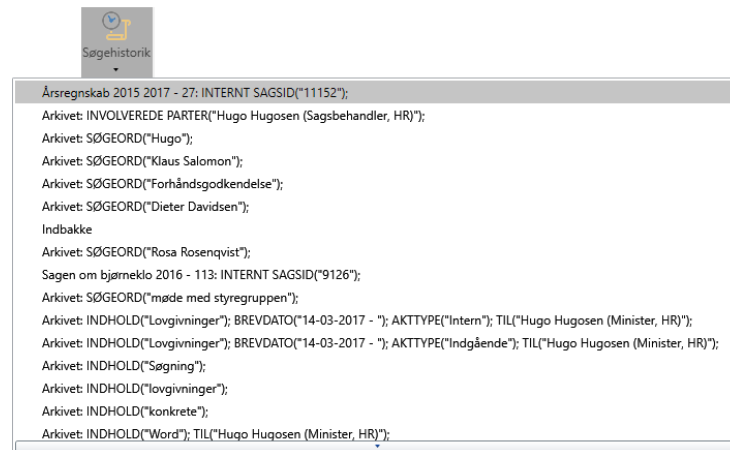 Søgehistorik
Årsregnskab 2015 2017 - 27: INTERNT SAGSID("11152");
Arkivet: INVOLVEREDE PARTER("Hugo Hugosen (Sagsbehandler, HR)");
Arkivet: SØGEORD("Hugo");
Arkivet: SØGEORD("Klaus Salomon");
Arkivet: SØGEORD("Forhåndsgodkendelse");
Arkivet: SØGEORD("Dieter Davidsen");
Indbakke
Arkivet: SØGEORD("Rosa Rosenqvist");
Sagen om bjørneklo 2016 - 113: INTERNT SAGSID("9126");
Arkivet: SØGEORD("møde med styregruppen");
Arkivet: INDHOLD("Lovgivninger"); BREVDATO("14-03-2017 - "); AKTTYPE("Intern"); TIL("Hugo Hugosen (Minister, HR)");
Arkivet: INDHOLD("Lovgivninger"); BREVDATO("14-03-2017 - "); AKTTYPE("Indgående"); TIL("Hugo Hugosen (Minister, HR)");
Arkivet: INDHOLD("Søgning");
Arkivet: INDHOLD("lovgivninger");
Arkivet: INDHOLD("konkrete");
Arkivet: INDHOLD("Word"); TIL("Hugo Hugosen (Minister, HR)");